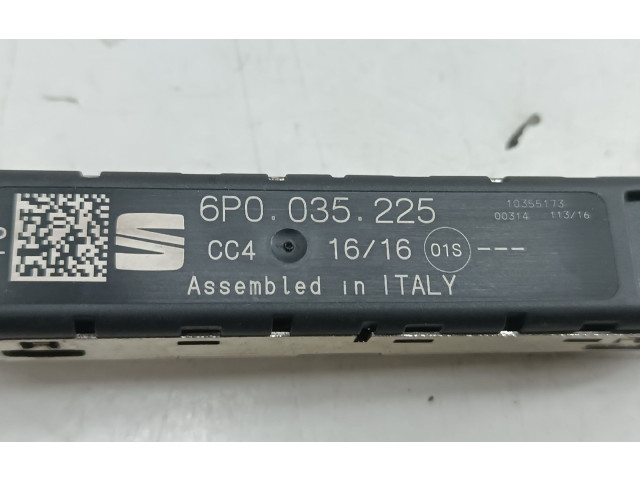 6P0.035.225
CC4 16/16 01S ---
Assembled in ITALY
10355173
00314 113/16